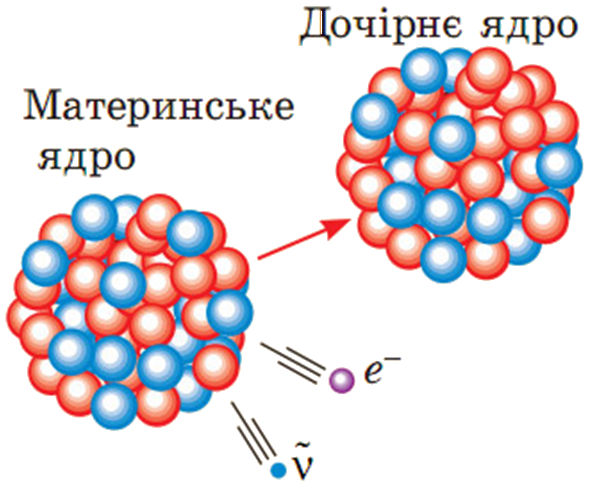 Дочірнє ядро
Материнське
ядро
e⁻
ν̃